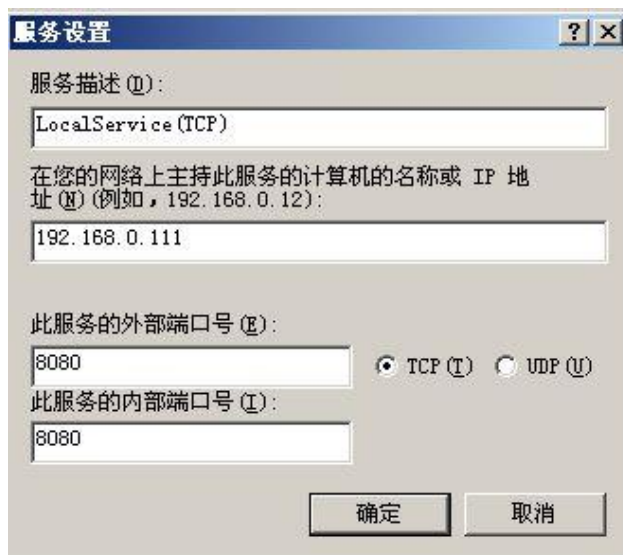 服务设置
服务描述(D):
LocalService(TCP)
在您的网络上主持此服务的计算机的名称或 IP 地
址(N)(例如，192.168.0.12):
192.168.0.111
此服务的外部端口号(E):
8080 TCP(T) UDP(U)
此服务的内部端口号(I):
8080
确定 取消